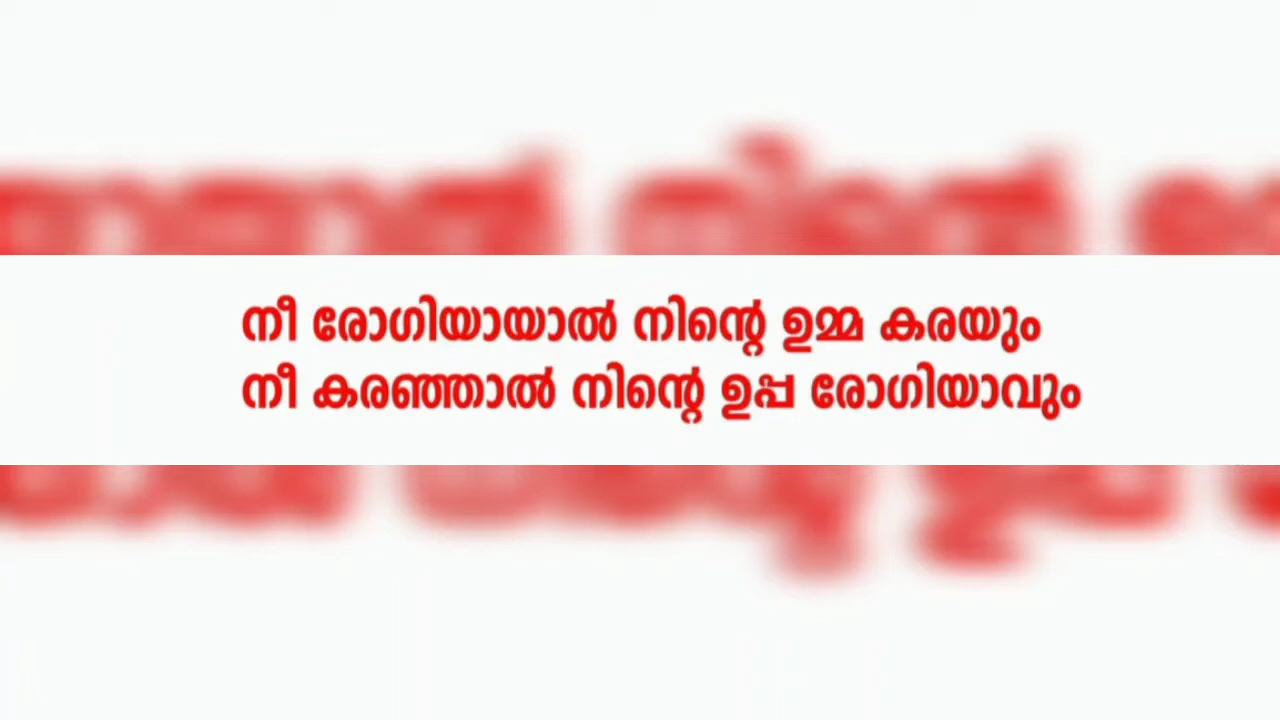 നീ രോഗിയായാൽ നിന്റെ ഉമ്മ കരയും
നീ കരഞ്ഞാൽ നിന്റെ ഉപ്പ രോഗിയാവും